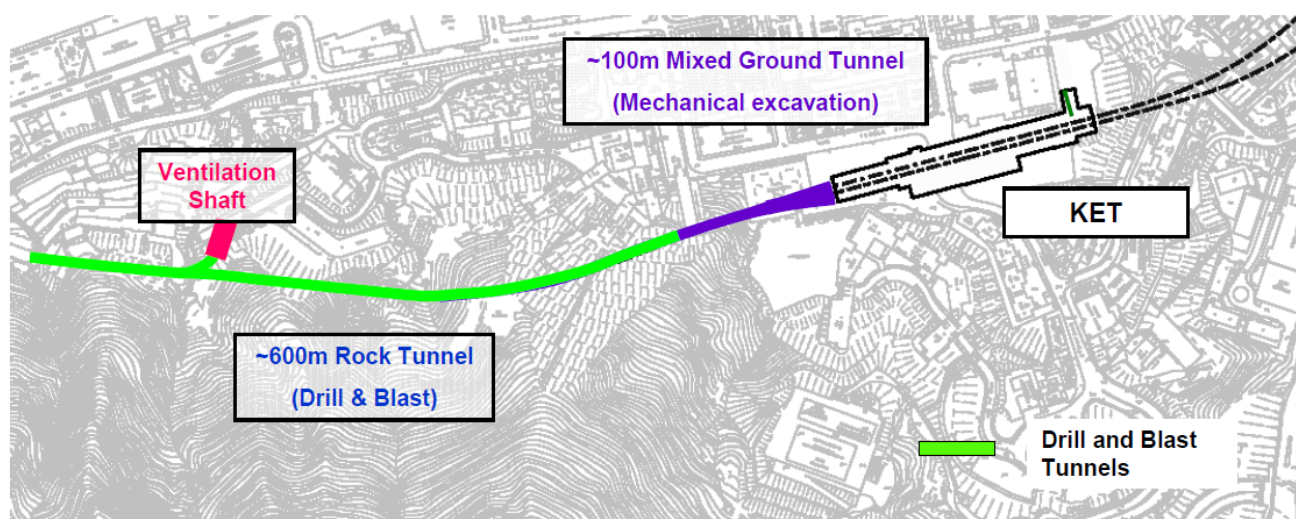 ~100m Mixed Ground Tunnel
(Mechanical excavation)
Ventilation
Shaft
KET
~600m Rock Tunnel
(Drill & Blast)
Drill and Blast
Tunnels